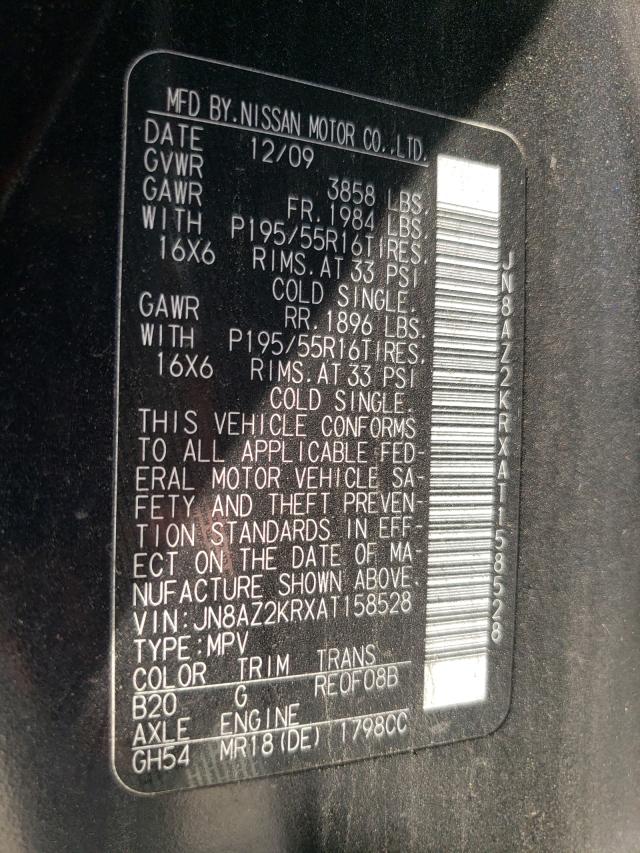 MFD BY.NISSAN MOTOR CO.,LTD.
DATE 12/09
GVWR 3858 LBS.
GAWR FR. 1984 LBS.
WITH P195/55R16TIRES.
16X6 RIMS.AT 33 PSI
COLD SINGLE.
GAWR RR. 1896 LBS.
WITH P195/55R16TIRES.
16X6 RIMS.AT 33 PSI
COLD SINGLE.
THIS VEHICLE CONFORMS
TO ALL APPLICABLE FED-
ERAL MOTOR VEHICLE SA-
FETY AND THEFT PREVEN-
TION STANDARDS IN EFF-
ECT ON THE DATE OF MA-
NUFACTURE SHOWN ABOVE.
VIN:JN8AZ2KRXAT158528
TYPE:MPV
COLOR TRIM TRANS
B20 G RE0F08B
AXLE ENGINE
GH54 MR18(DE) 1798CC
JN8AZ2KRXAT158528